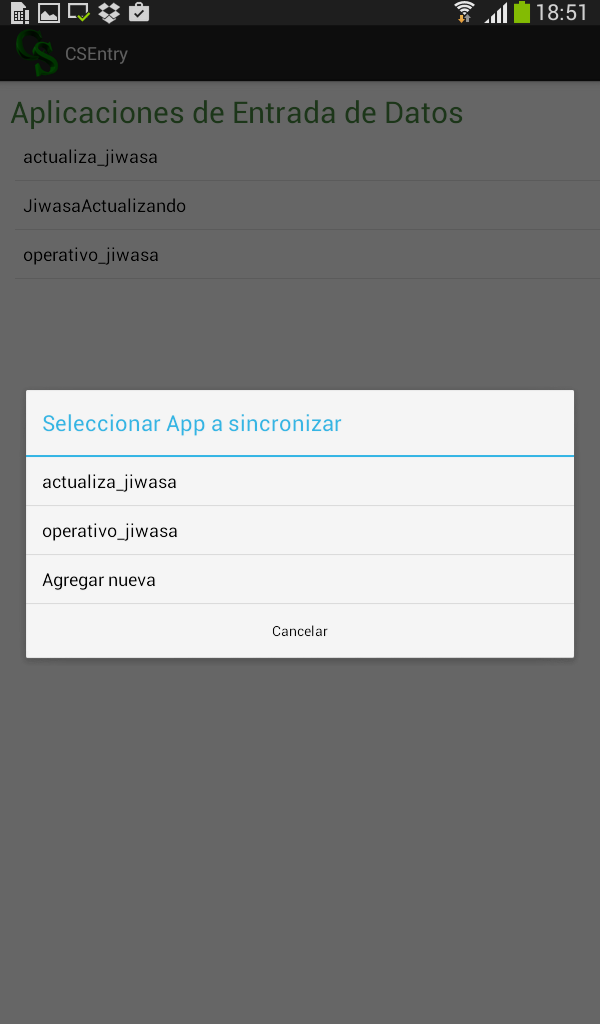 18:51
CS CSEntry
Aplicaciones de Entrada de Datos
actualiza_jiwasa
JiwasaActualizando
operativo_jiwasa
Seleccionar App a sincronizar
actualiza_jiwasa
operativo_jiwasa
Agregar nueva
Cancelar